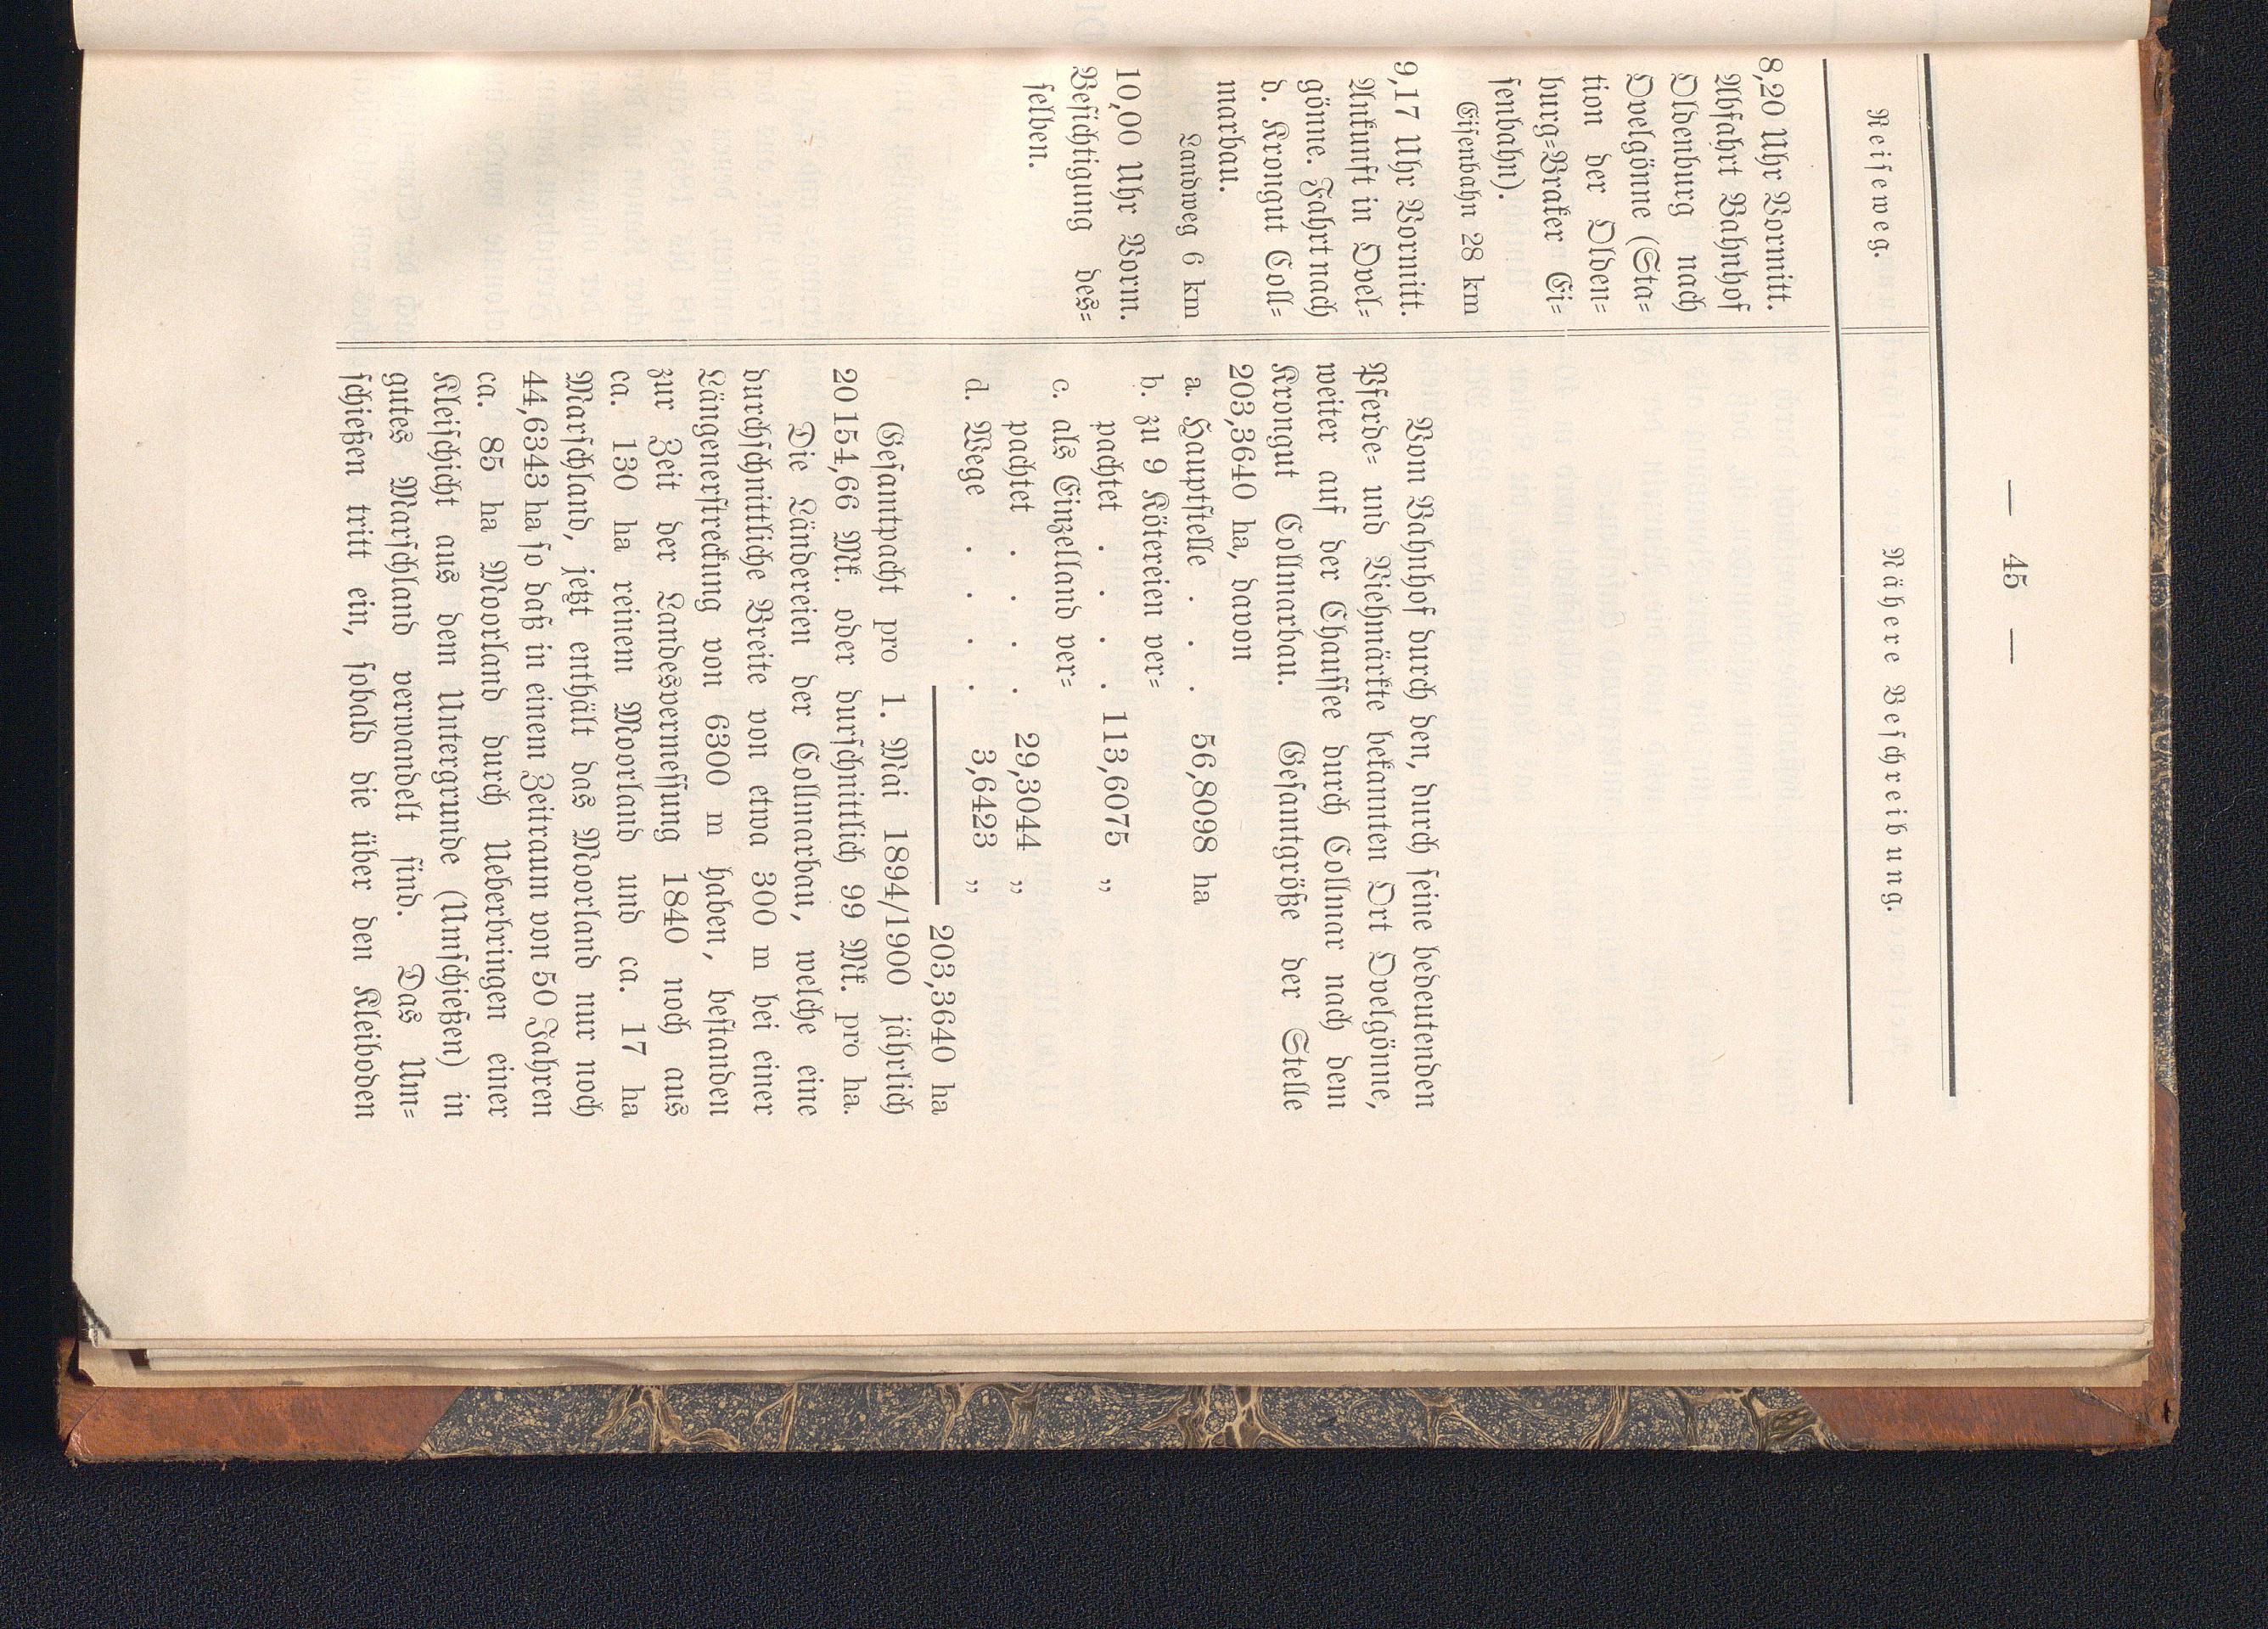 — 45 —
Reiseweg.
Nähere Beschreibung.
8,20 Uhr Vormitt.
Abfahrt Bahnhof
Oldenburg nach
Ovelgönne (Sta=
tion der Olden=
burg=Braker Ei=
senbahn).
Eisenbahn 28 km
9,17 Uhr Vormitt.
Ankunft in Ovel=
gönne. Fahrt nach
d. Krongut Coll=
marbau.
Landweg 6 km
10,00 Uhr Vorm.
Besichtigung des=
selben.
Vom Bahnhof durch den, durch seine bedeutenden
Pferde= und Viehmärkte bekannten Ort Ovelgönne,
weiter auf der Chaussee durch Collmar nach dem
Krongut Collmarbau. Gesamtgröße der Stelle
203,3640 ha, davon
a. Hauptstelle . . . 56,8098 ha
b. zu 9 Kötereien ver=
pachtet . . . . 113,6075 „
c. als Einzelland ver=
pachtet . . . . 29,3044 „
d. Wege . . . . 3,6423 „
203,3640 ha
Gesamtpacht pro 1. Mai 1894/1900 jährlich
20 154,66 Mk. oder durschnittlich 99 Mk. pro ha.
Die Ländereien der Collmarbau, welche eine
durchschnittliche Breite von etwa 300 m bei einer
Längenerstreckung von 6300 m haben, bestanden
zur Zeit der Landesvermessung 1840 noch aus
ca. 130 ha reinem Moorland und ca. 17 ha
Marschland, jetzt enthält das Moorland nur noch
44,6343 ha so daß in einem Zeitraum von 50 Jahren
ca. 85 ha Moorland durch Ueberbringen einer
Kleischicht aus dem Untergrunde (Umschießen) in
gutes Marschland verwandelt sind. Das Um=
schießen tritt ein, sobald die über den Kleiboden